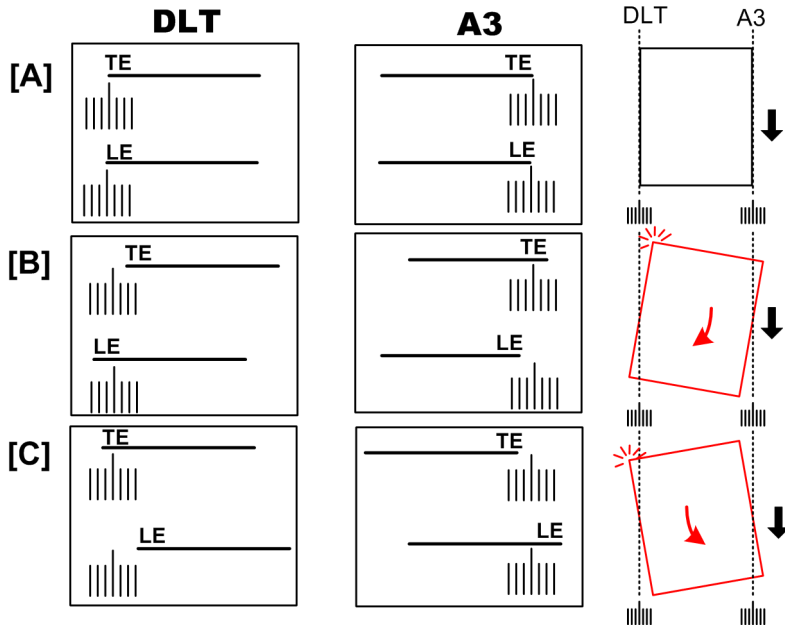 DLT A3 DLT A3
[A] TE TE
LE LE
[B] TE TE
LE LE
[C] TE TE
LE LE